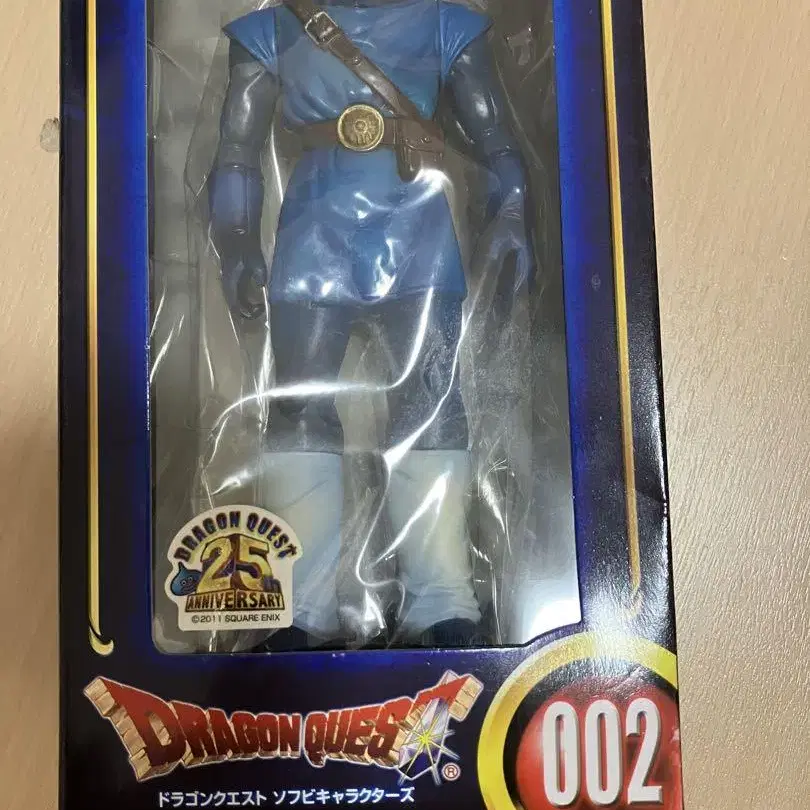 DRAGON QUEST
25th
ANNIVERSARY
©2011 SQUARE ENIX
DRAGON QUEST®
ドラゴンクエスト ソフビキャラクターズ
002